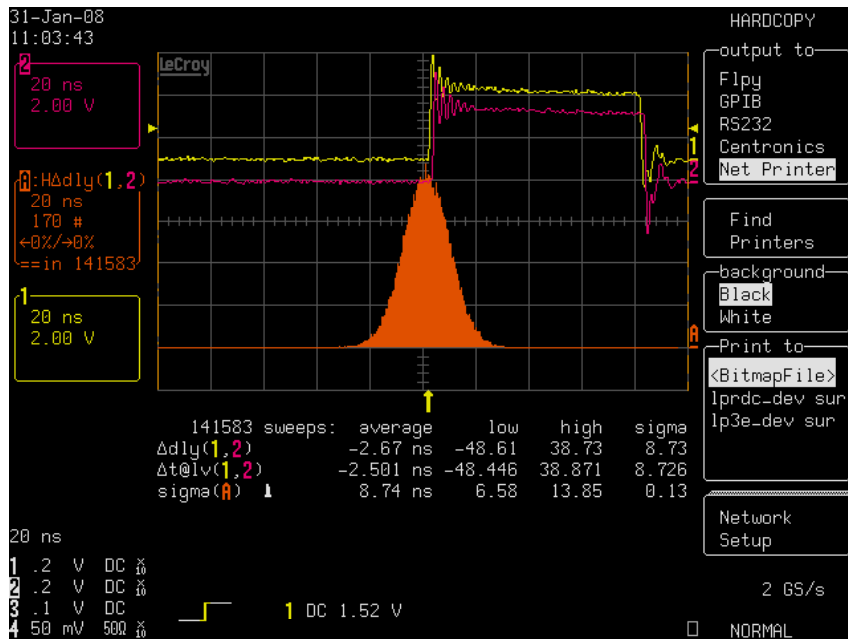 31-Jan-08
11:03:43
2
20 ns
2.00 V
A:HΔdly(1,2)
20 ns
170 #
←0%/→0%
==in 141583
1
20 ns
2.00 V
LeCroy
1
2
A
141583 sweeps: average low high sigma
Δdly(1,2) -2.67 ns -48.61 38.73 8.73
Δt@lv(1,2) -2.501 ns -48.446 38.871 8.726
sigma(A) 8.74 ns 6.58 13.85 0.13
20 ns
1 .2 V DC X10
2 .2 V DC X10
3 .1 V DC
4 50 mV 50Ω X10
1 DC 1.52 V
HARDCOPY
output to
Flpy
GPIB
RS232
Centronics
Net Printer
Find
Printers
background
Black
White
Print to
<BitmapFile>
lprdc_dev sur
lp3e_dev sur
Network
Setup
2 GS/s
NORMAL